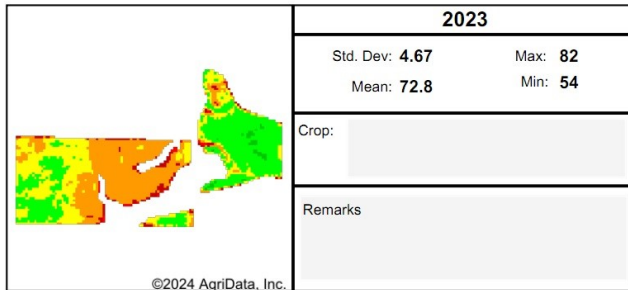 2023
Std. Dev: 4.67 Max: 82
Mean: 72.8 Min: 54
Crop:
Remarks
©2024 AgriData, Inc.